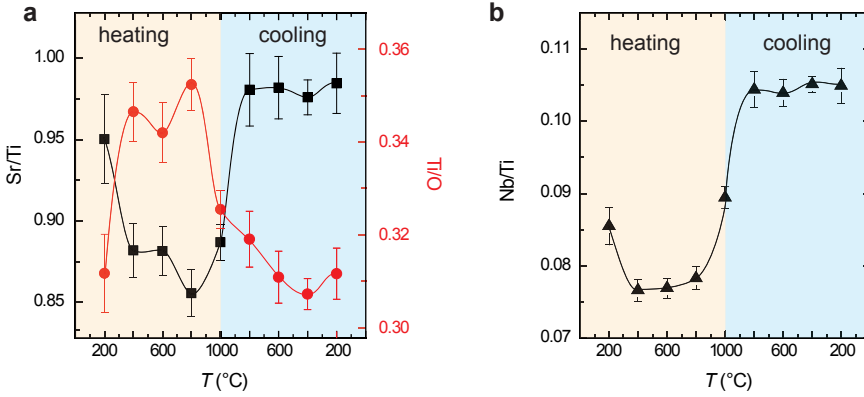 a
heating
cooling
1.00
0.95
0.90
0.85
Sr/Ti
0.36
0.34
0.32
0.30
Ti/O
200
600
1000
600
200
T (°C)
b
heating
cooling
0.11
0.10
0.09
0.08
0.07
Nb/Ti
200
600
1000
600
200
T (°C)